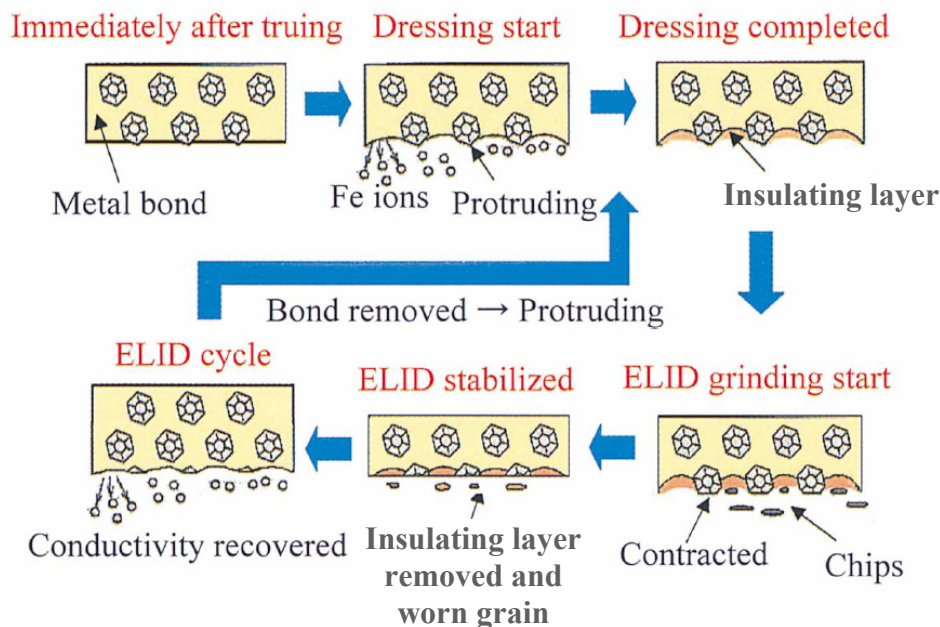 Immediately after truing
Dressing start
Dressing completed
Metal bond
Fe ions
Protruding
Insulating layer
Bond removed → Protruding
ELID cycle
ELID stabilized
ELID grinding start
Conductivity recovered
Insulating layer
removed and
worn grain
Contracted
Chips